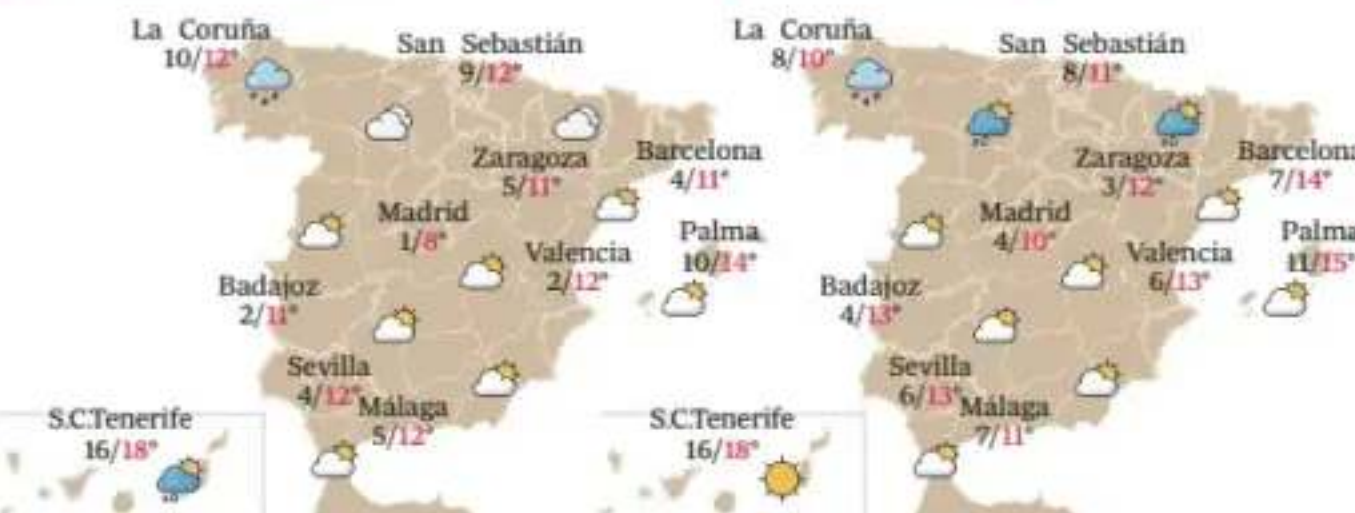 La Coruña
10/12°
San Sebastián
9/12°
Zaragoza
5/11°
Barcelona
4/11°
Madrid
1/8°
Valencia
2/12°
Palma
10/14°
Badajoz
2/11°
Sevilla
4/12°
Málaga
5/12°
S.C.Tenerife
16/18°
La Coruña
8/10°
San Sebastián
8/11°
Zaragoza
3/12°
Barcelona
7/14°
Madrid
4/10°
Valencia
6/13°
Palma
11/15°
Badajoz
4/13°
Sevilla
6/13°
Málaga
7/11°
S.C.Tenerife
16/18°